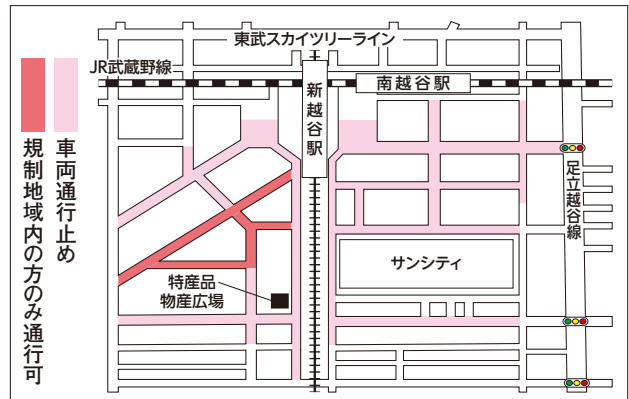 東武スカイツリーライン
JR武蔵野線
南越谷駅
新越谷駅
足立越谷線
サンシティ
特産品
物産広場
車両通行止め
規制地域内の方のみ通行可